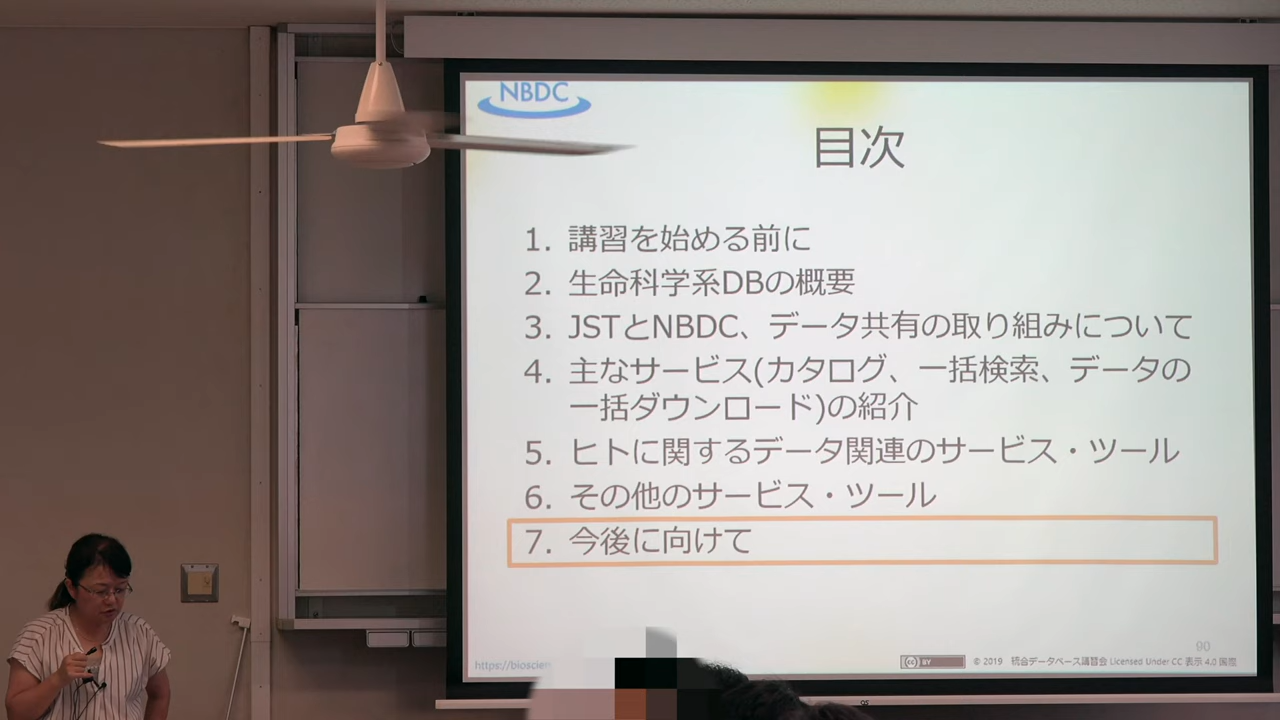 NBDC
目次
1. 講習を始める前に
2. 生命科学系DBの概要
3. JSTとNBDC、データ共有の取り組みについて
4. 主なサービス(カタログ、一括検索、データの
一括ダウンロード)の紹介
5. ヒトに関するデータ関連のサービス・ツール
6. その他のサービス・ツール
7. 今後に向けて
90
https://bioscien
cc BY © 2019 統合データベース講習会 Licensed Under CC 表示 4.0 国際